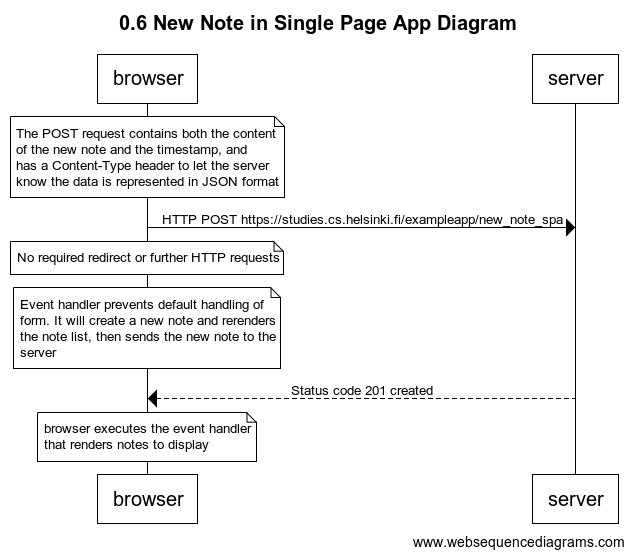 0.6 New Note in Single Page App Diagram
browser
server
The POST request contains both the content
of the new note and the timestamp, and
has a Content-Type header to let the server
know the data is represented in JSON format
HTTP POST https://studies.cs.helsinki.fi/exampleapp/new_note_spa
No required redirect or further HTTP requests
Event handler prevents default handling of
form. It will create a new note and rerenders
the note list, then sends the new note to the
server
Status code 201 created
browser executes the event handler
that renders notes to display
browser
server
www.websequencediagrams.com